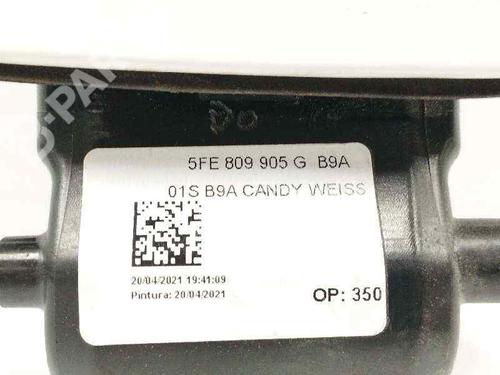 5FE 809 905 G B9A
01S B9A CANDY WEISS
20/04/2021 19:41:09
Pintura: 20/04/2021
OP: 350